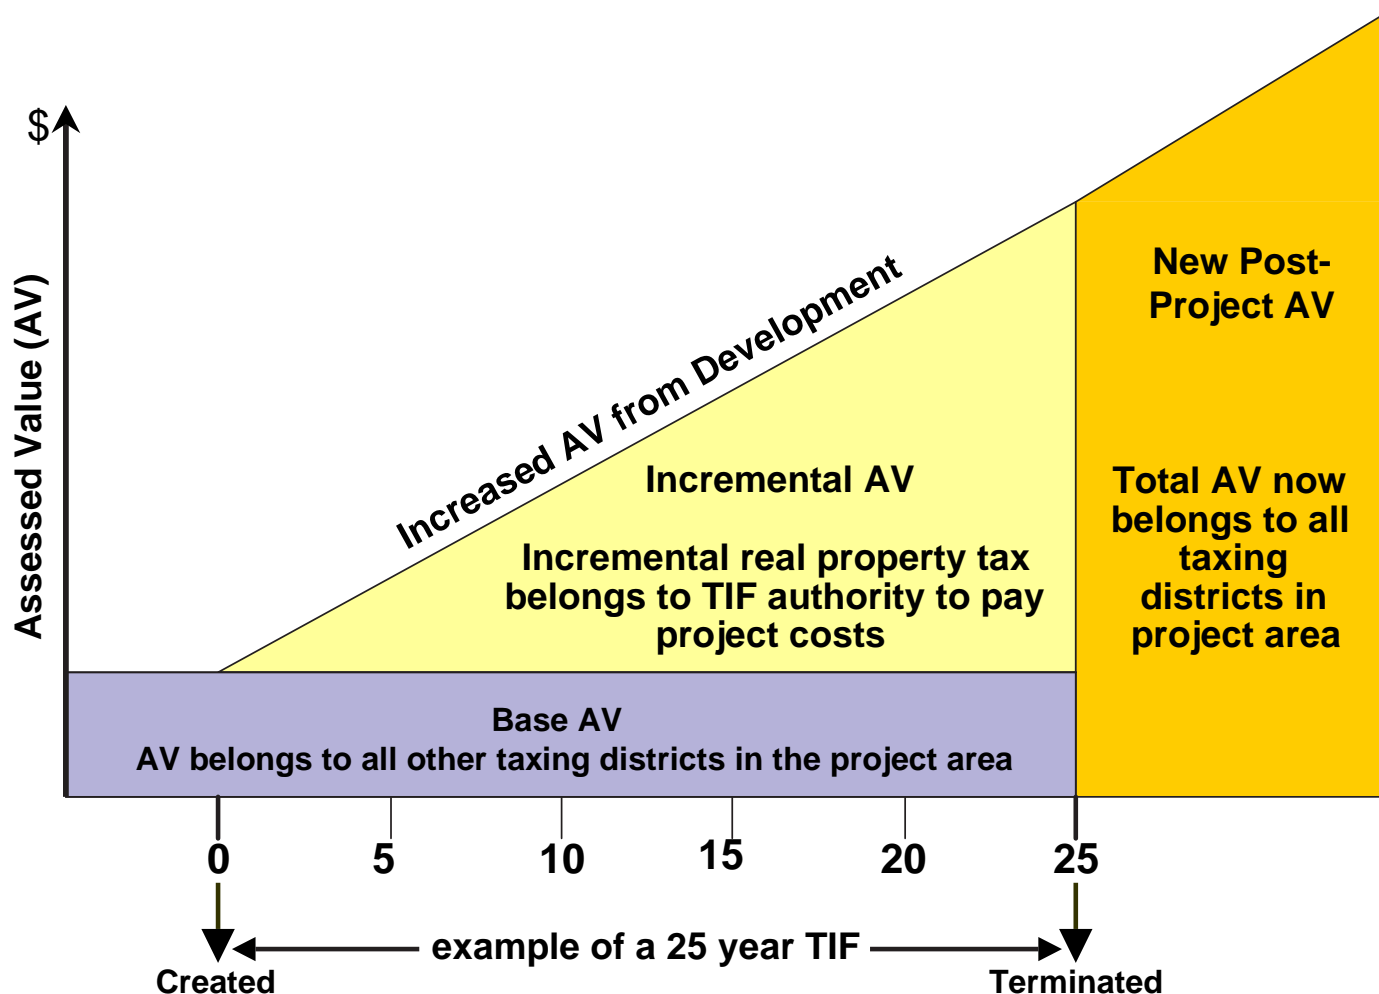 $
Assessed Value (AV)
Increased AV from Development
New Post-
Project AV
Incremental AV
Incremental real property tax
belongs to TIF authority to pay
project costs
Total AV now
belongs to all
taxing
districts in
project area
Base AV
AV belongs to all other taxing districts in the project area
0 5 10 15 20 25
example of a 25 year TIF
Created Terminated